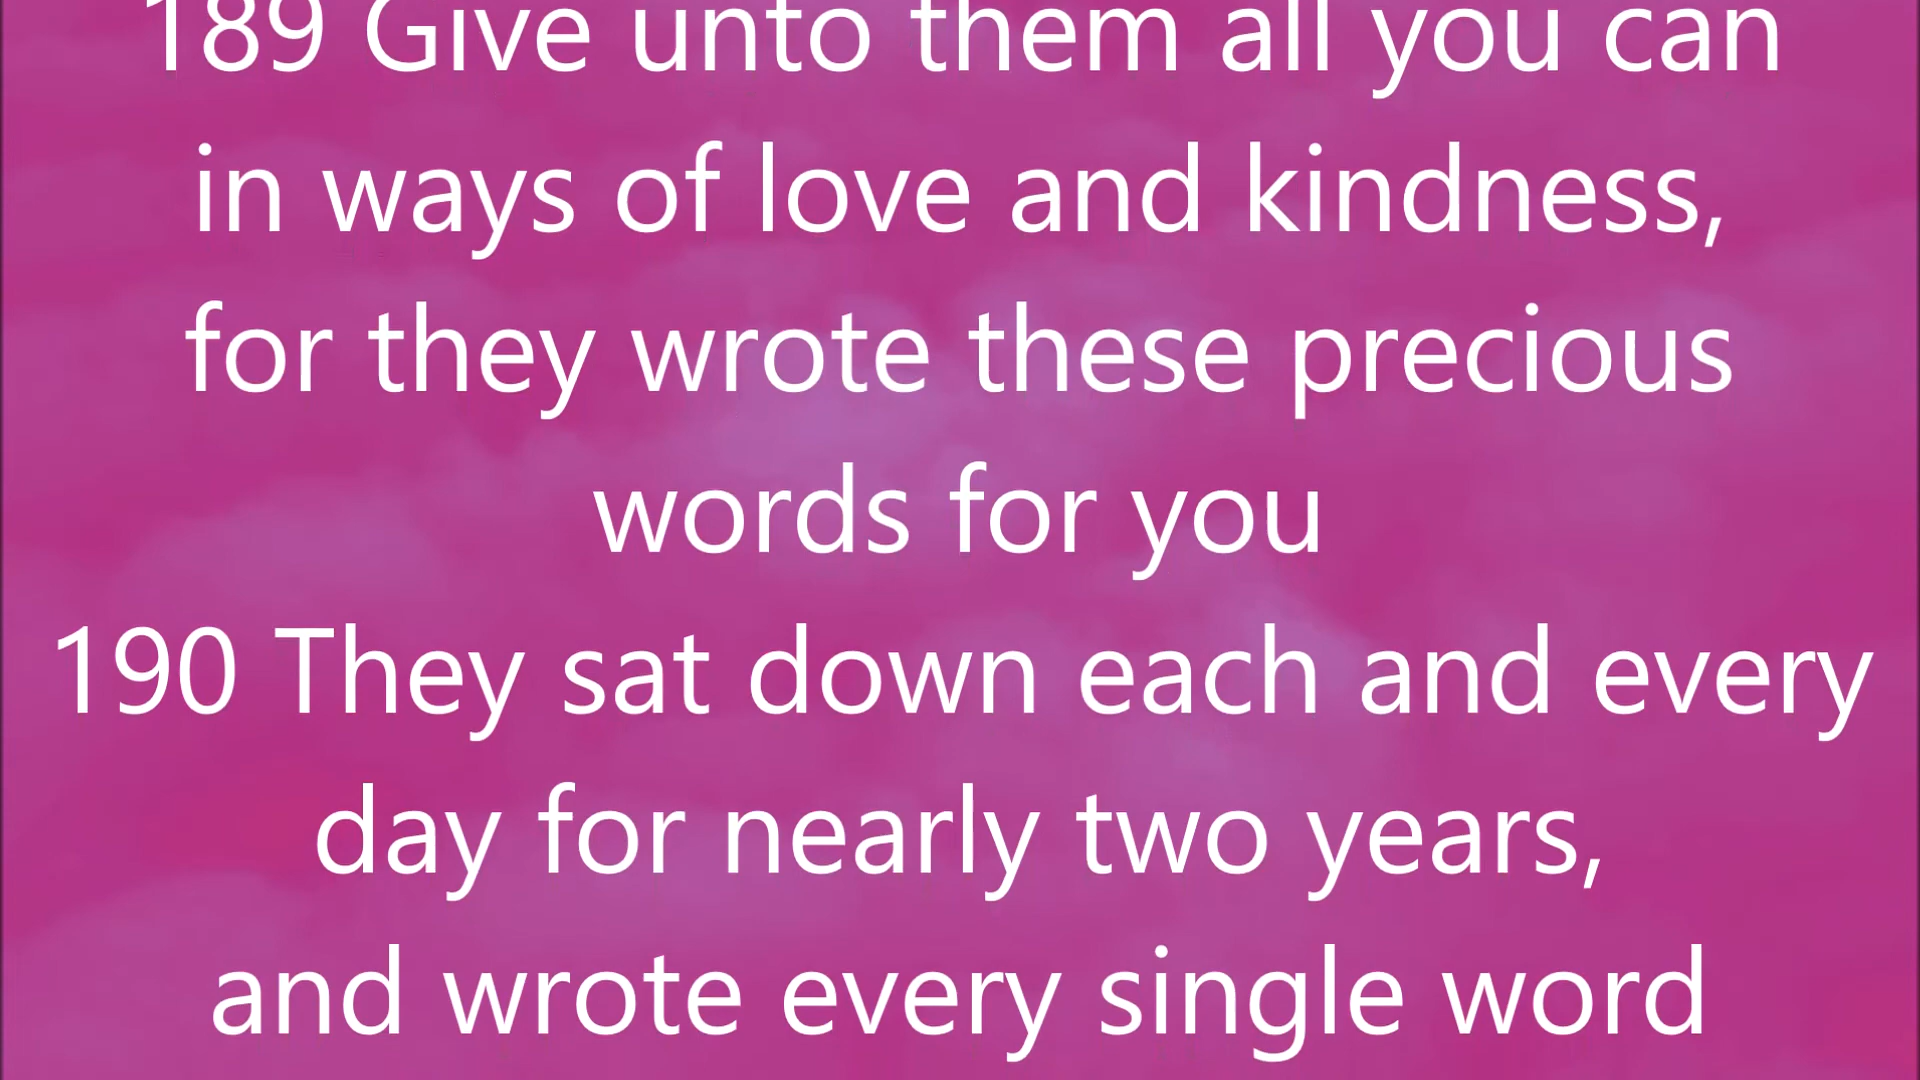 189 Give unto them all you can
in ways of love and kindness,
for they wrote these precious
words for you
190 They sat down each and every
day for nearly two years,
and wrote every single word